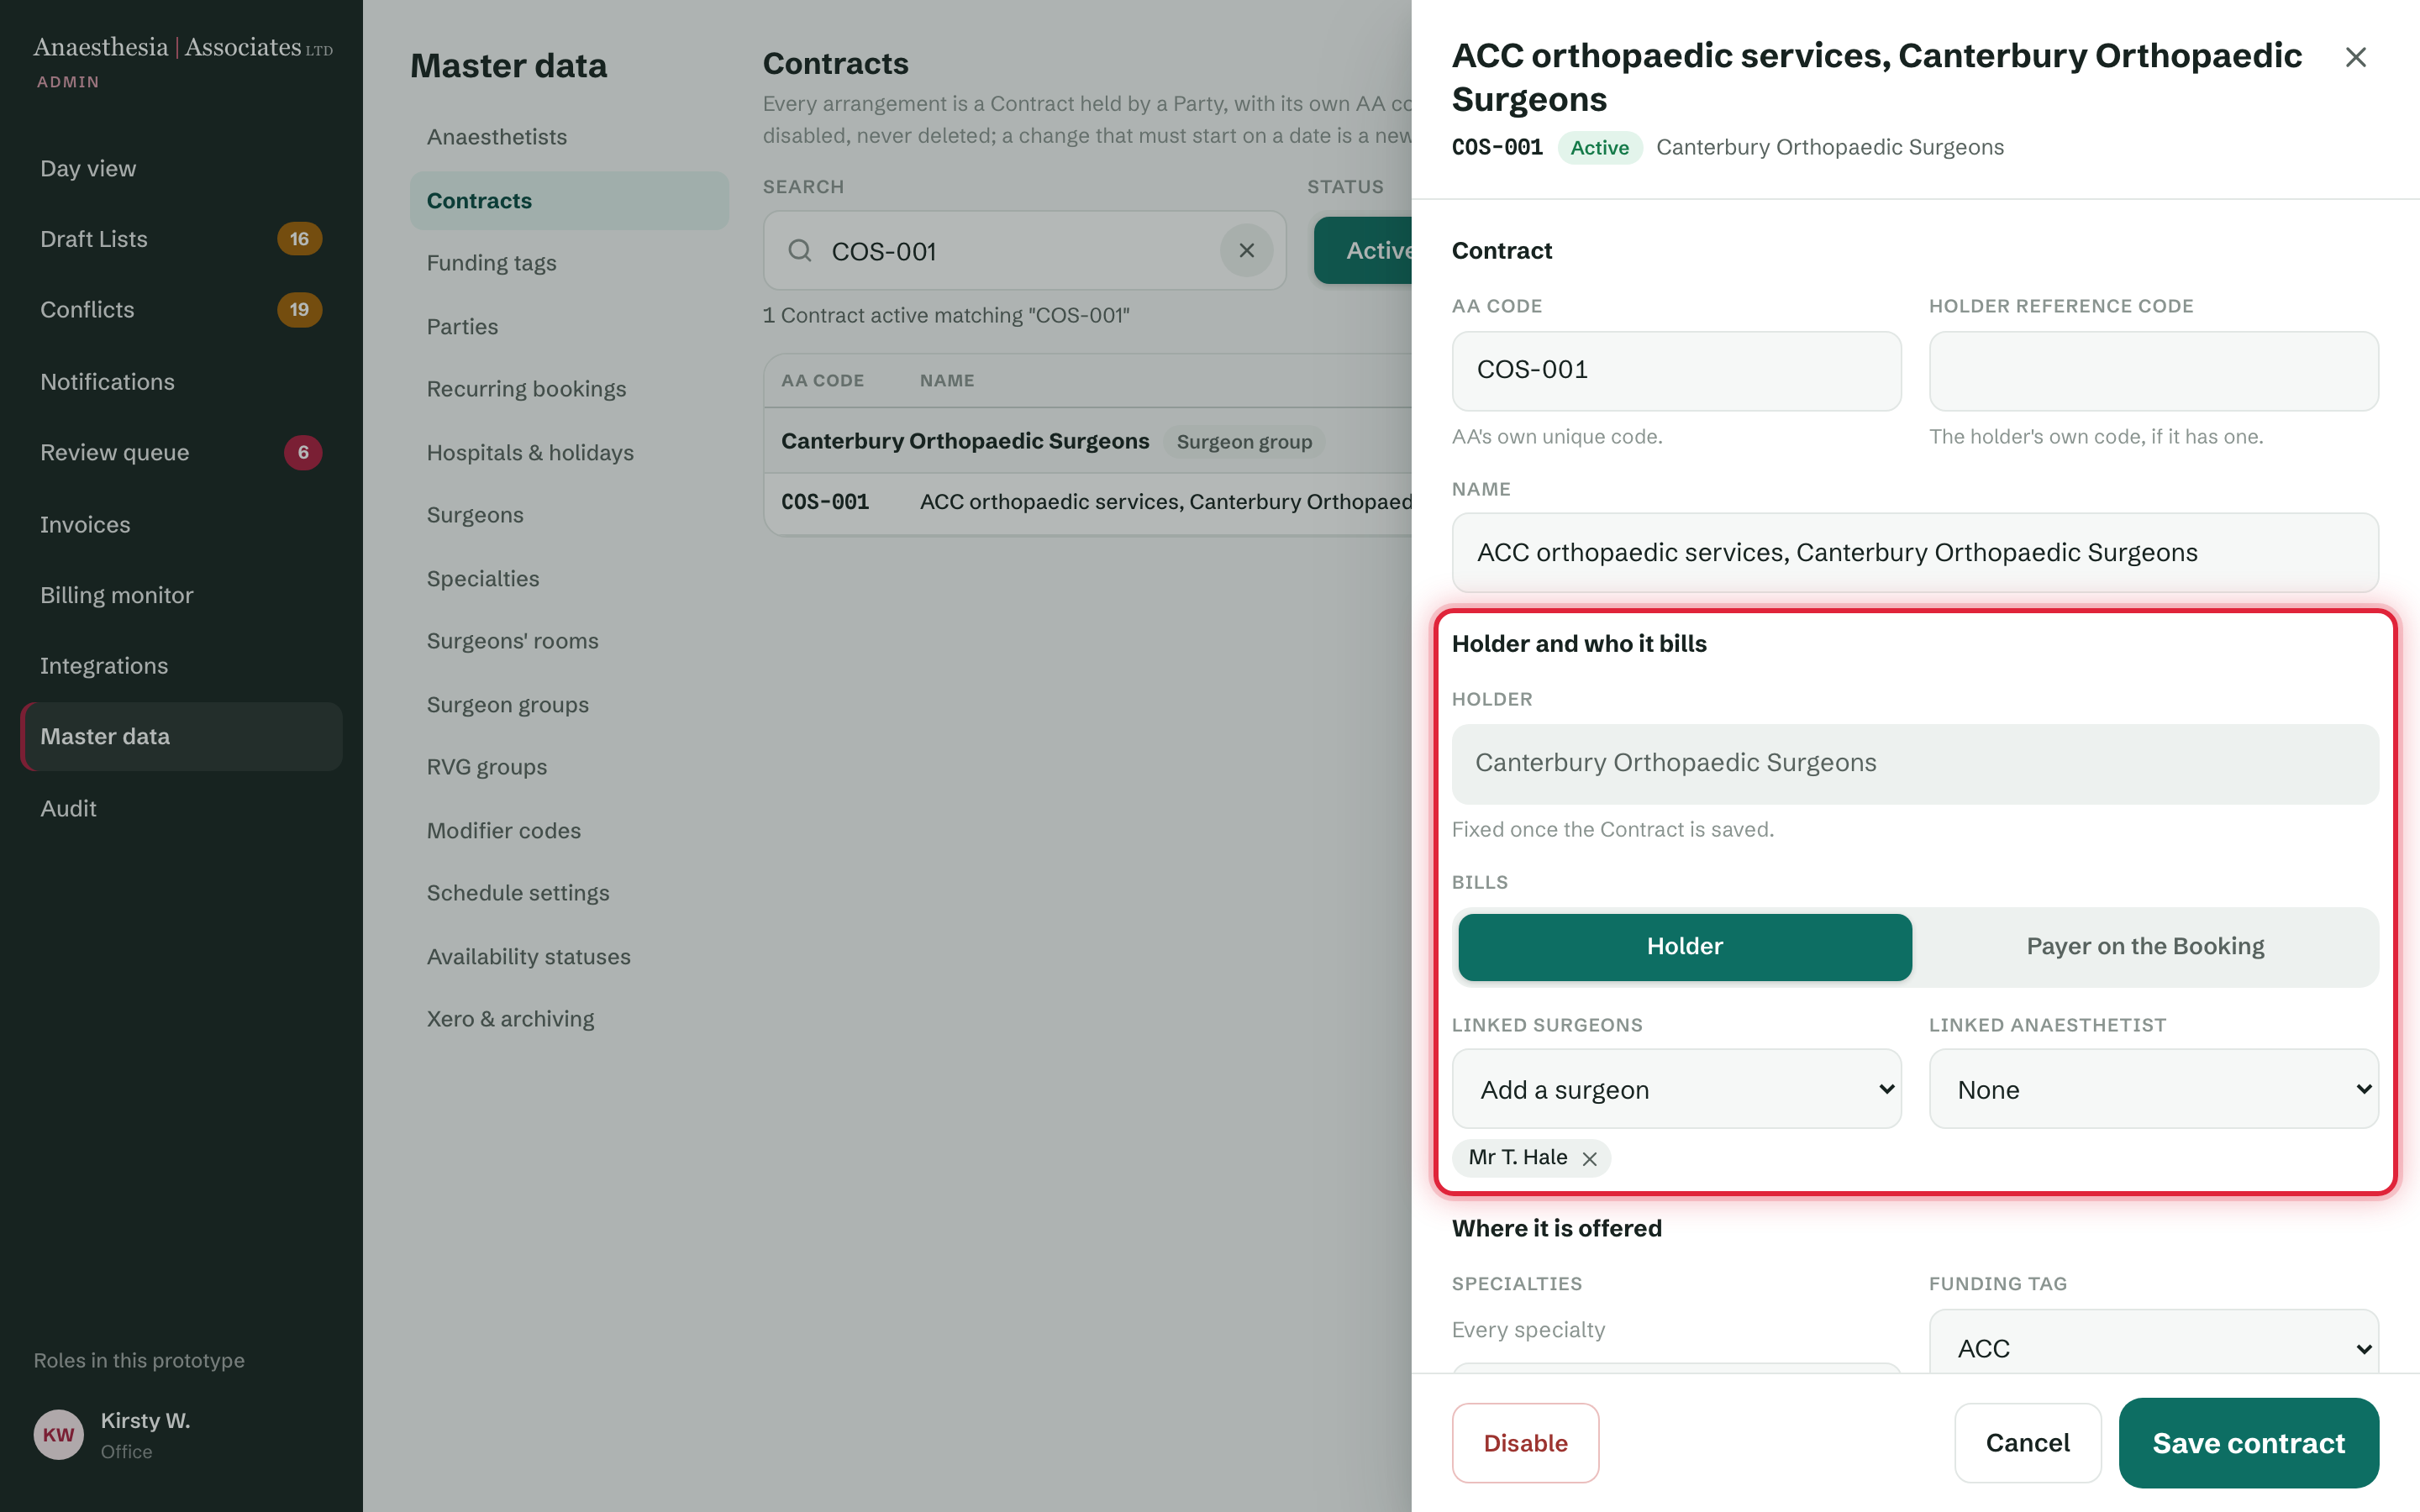 Anaesthesia | Associates LTD
ADMIN
Day view
Draft Lists 16
Conflicts 19
Notifications
Review queue 6
Invoices
Billing monitor
Integrations
Master data
Audit
Roles in this prototype
KW
Kirsty W.
Office
Master data
Anaesthetists
Contracts
Funding tags
Parties
Recurring bookings
Hospitals & holidays
Surgeons
Specialties
Surgeons' rooms
Surgeon groups
RVG groups
Modifier codes
Schedule settings
Availability statuses
Xero & archiving
Contracts
Every arrangement is a Contract held by a Party, with its own AA
disabled, never deleted; a change that must start on a date is a new
SEARCH STATUS
COS-001 Active
1 Contract active matching "COS-001"
AA CODE NAME
Canterbury Orthopaedic Surgeons Surgeon group
COS-001 ACC orthopaedic services, Canterbury Orthopaed
ACC orthopaedic services, Canterbury Orthopaedic
Surgeons
COS-001 Active Canterbury Orthopaedic Surgeons
Contract
AA CODE HOLDER REFERENCE CODE
COS-001
AA's own unique code. The holder's own code, if it has one.
NAME
ACC orthopaedic services, Canterbury Orthopaedic Surgeons
Holder and who it bills
HOLDER
Canterbury Orthopaedic Surgeons
Fixed once the Contract is saved.
BILLS
Holder Payer on the Booking
LINKED SURGEONS LINKED ANAESTHETIST
Add a surgeon None
Mr T. Hale
Where it is offered
SPECIALTIES FUNDING TAG
Every specialty ACC
Disable Cancel Save contract